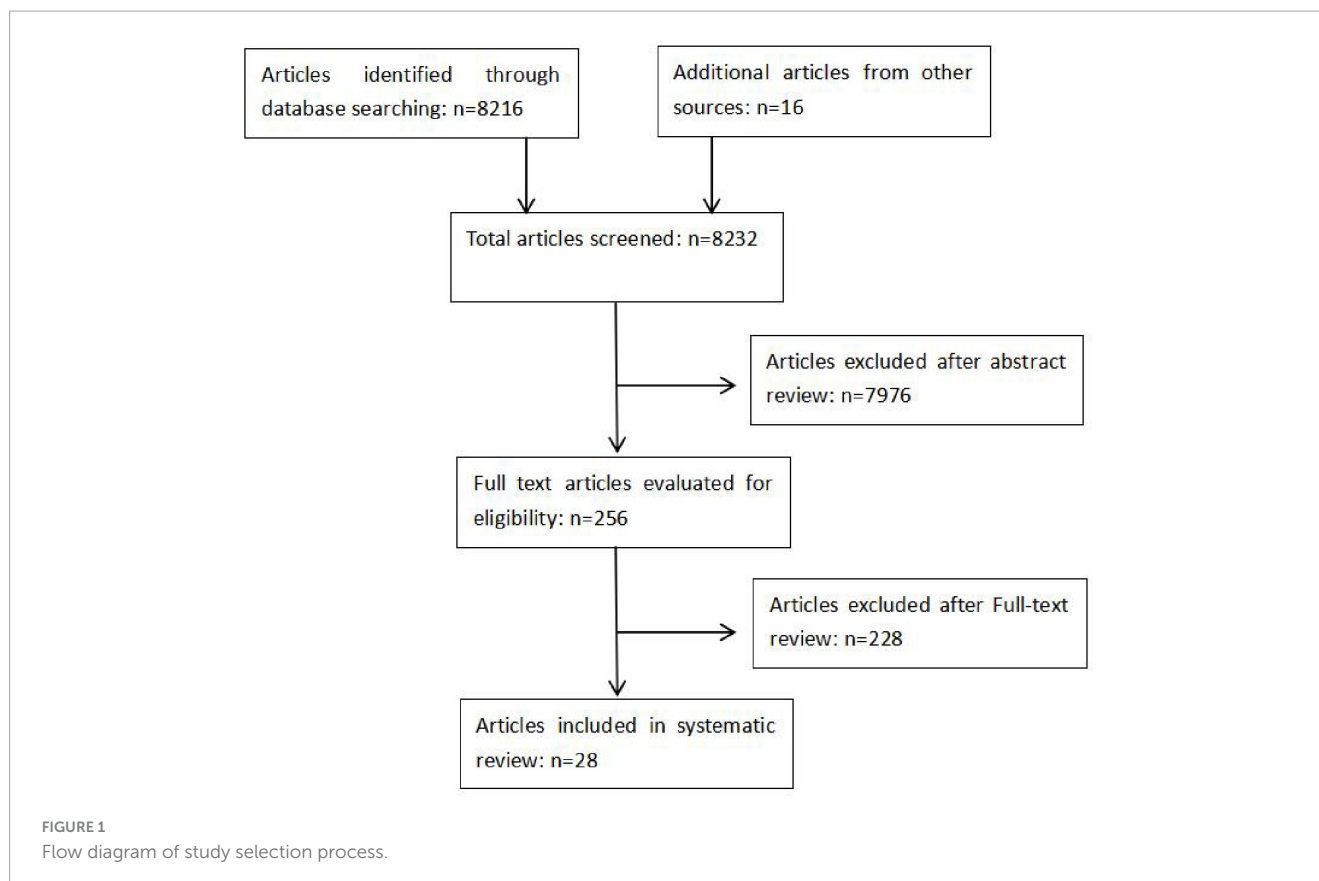 Articles identified through
database searching: n=8216
Additional articles from other
sources: n=16
Total articles screened: n=8232
Articles excluded after abstract
review: n=7976
Full text articles evaluated for
eligibility: n=256
Articles excluded after Full-text
review: n=228
Articles included in systematic
review: n=28
FIGURE 1
Flow diagram of study selection process.